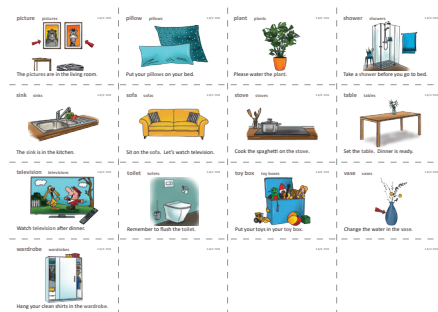 picture pictures
The pictures are in the living room.
pillow pillows
Put your pillows on your bed.
plant plants
Please water the plant.
shower showers
Take a shower before you go to bed.
sink sinks
The sink is in the kitchen.
sofa sofas
Sit on the sofa. Let's watch television.
stove stoves
Cook the spaghetti on the stove.
table tables
Set the table. Dinner is ready.
television televisions
Watch television after dinner.
toilet toilets
Remember to flush the toilet.
toy box toy boxes
Put your toys in your toy box.
vase vases
Change the water in the vase.
wardrobe wardrobes
Hang your clean shirts in the wardrobe.